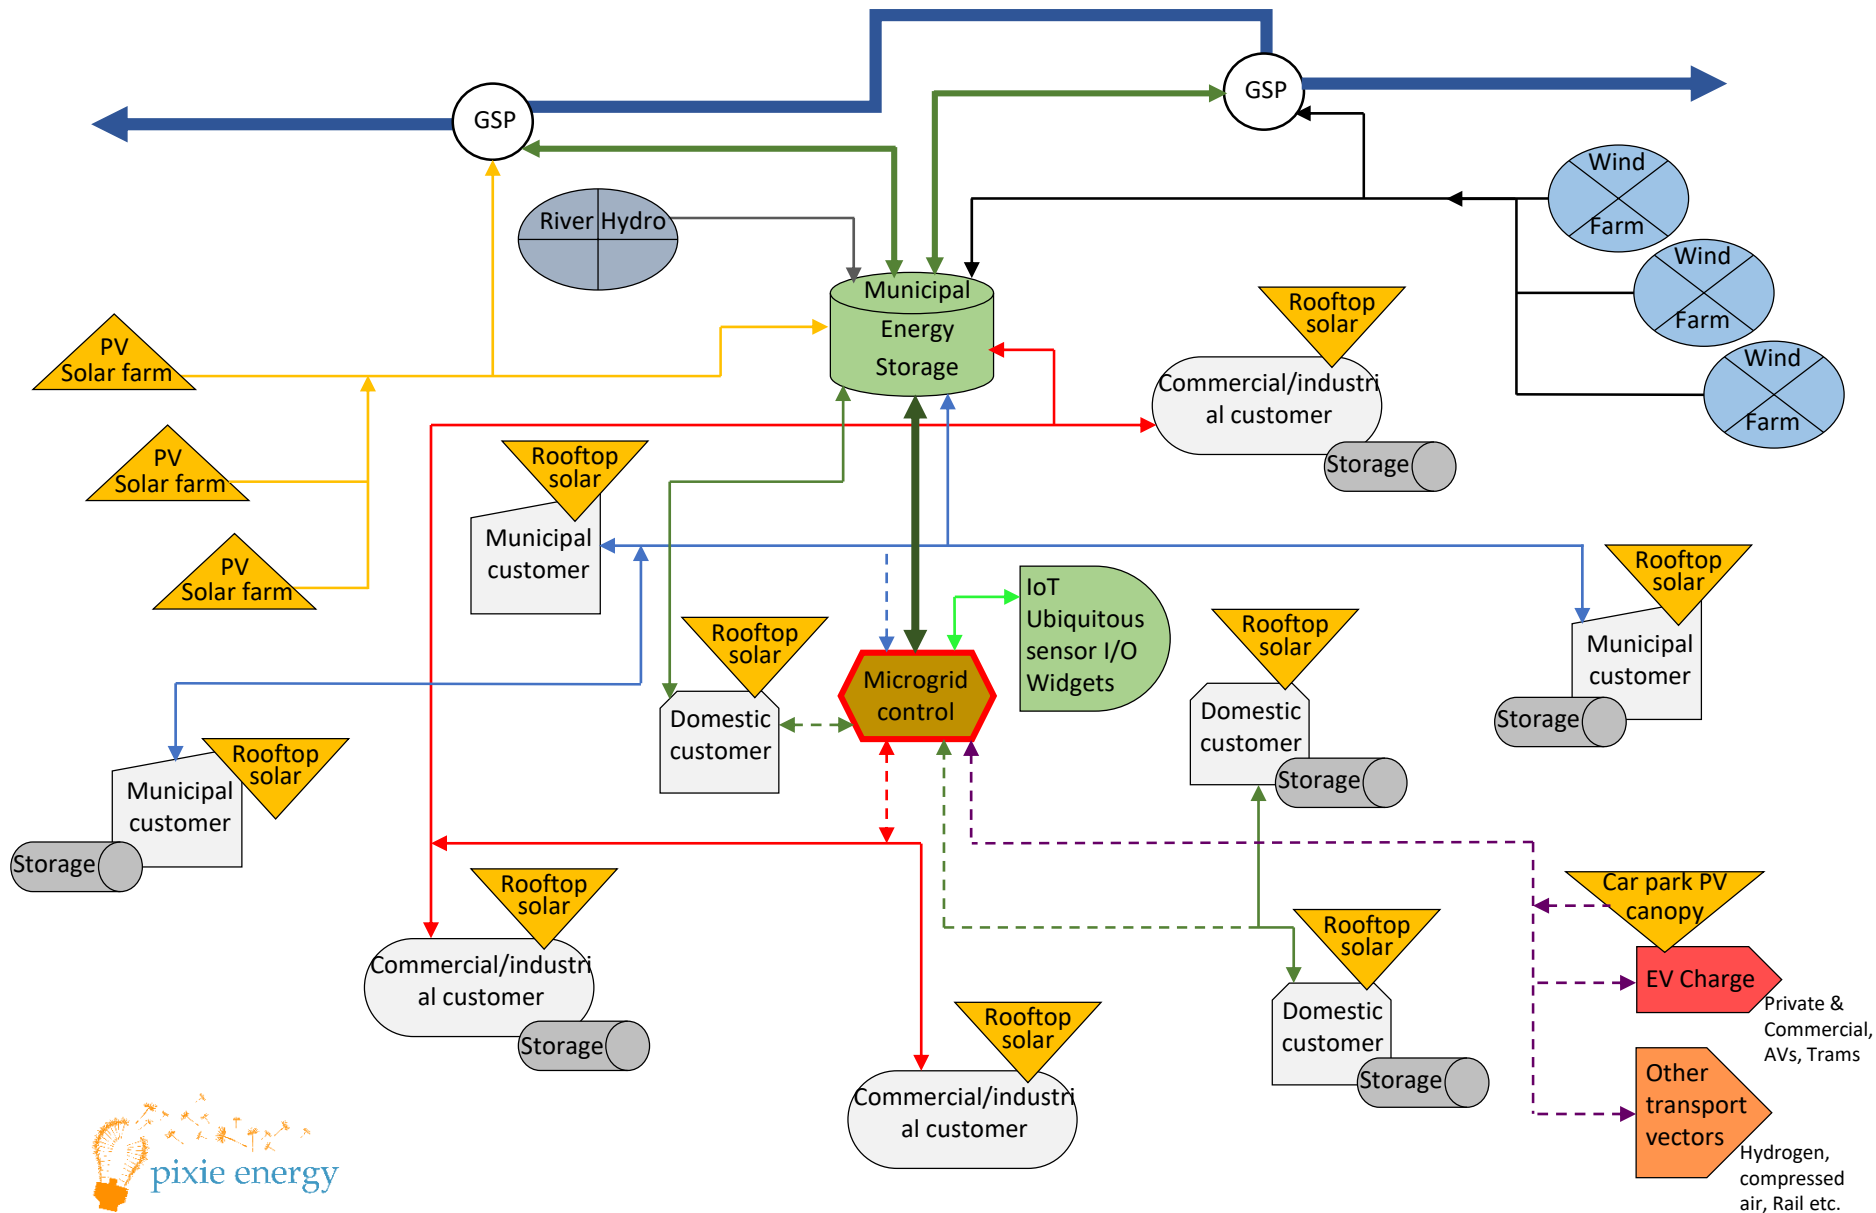 GSP
GSP
Wind
Farm
River Hydro
Wind
Farm
Municipal
Energy
Storage
Rooftop
solar
PV
Solar farm
Wind
Farm
Commercial/industri
al customer
Storage
Rooftop
solar
PV
Solar farm
Municipal
customer
PV
Solar farm
IoT
Ubiquitous
sensor I/O
Widgets
Rooftop
solar
Municipal
customer
Storage
Rooftop
solar
Domestic
customer
Microgrid
control
Rooftop
solar
Domestic
customer
Storage
Rooftop
solar
Municipal
customer
Storage
Rooftop
solar
Commercial/industri
al customer
Storage
Rooftop
solar
Commercial/industri
al customer
Rooftop
solar
Domestic
customer
Storage
Car park PV
canopy
EV Charge
Private &
Commercial,
AVs, Trams
Other
transport
vectors
Hydrogen,
compressed
air, Rail etc.
pixie energy